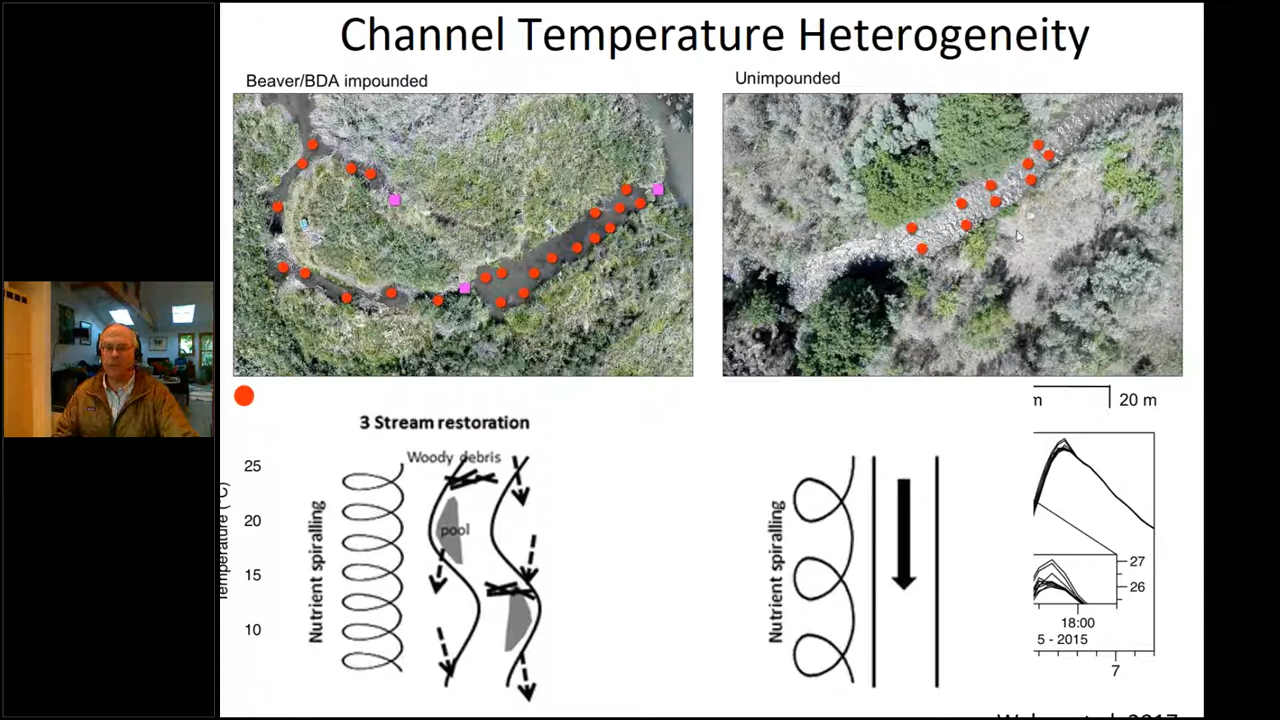 Channel Temperature Heterogeneity
Beaver/BDA impounded
Unimpounded
3 Stream restoration
Woody debris
pool
Nutrient spiralling
25
20
15
10
Nutrient spiralling
20 m
27
26
18:00
5 - 2015
7